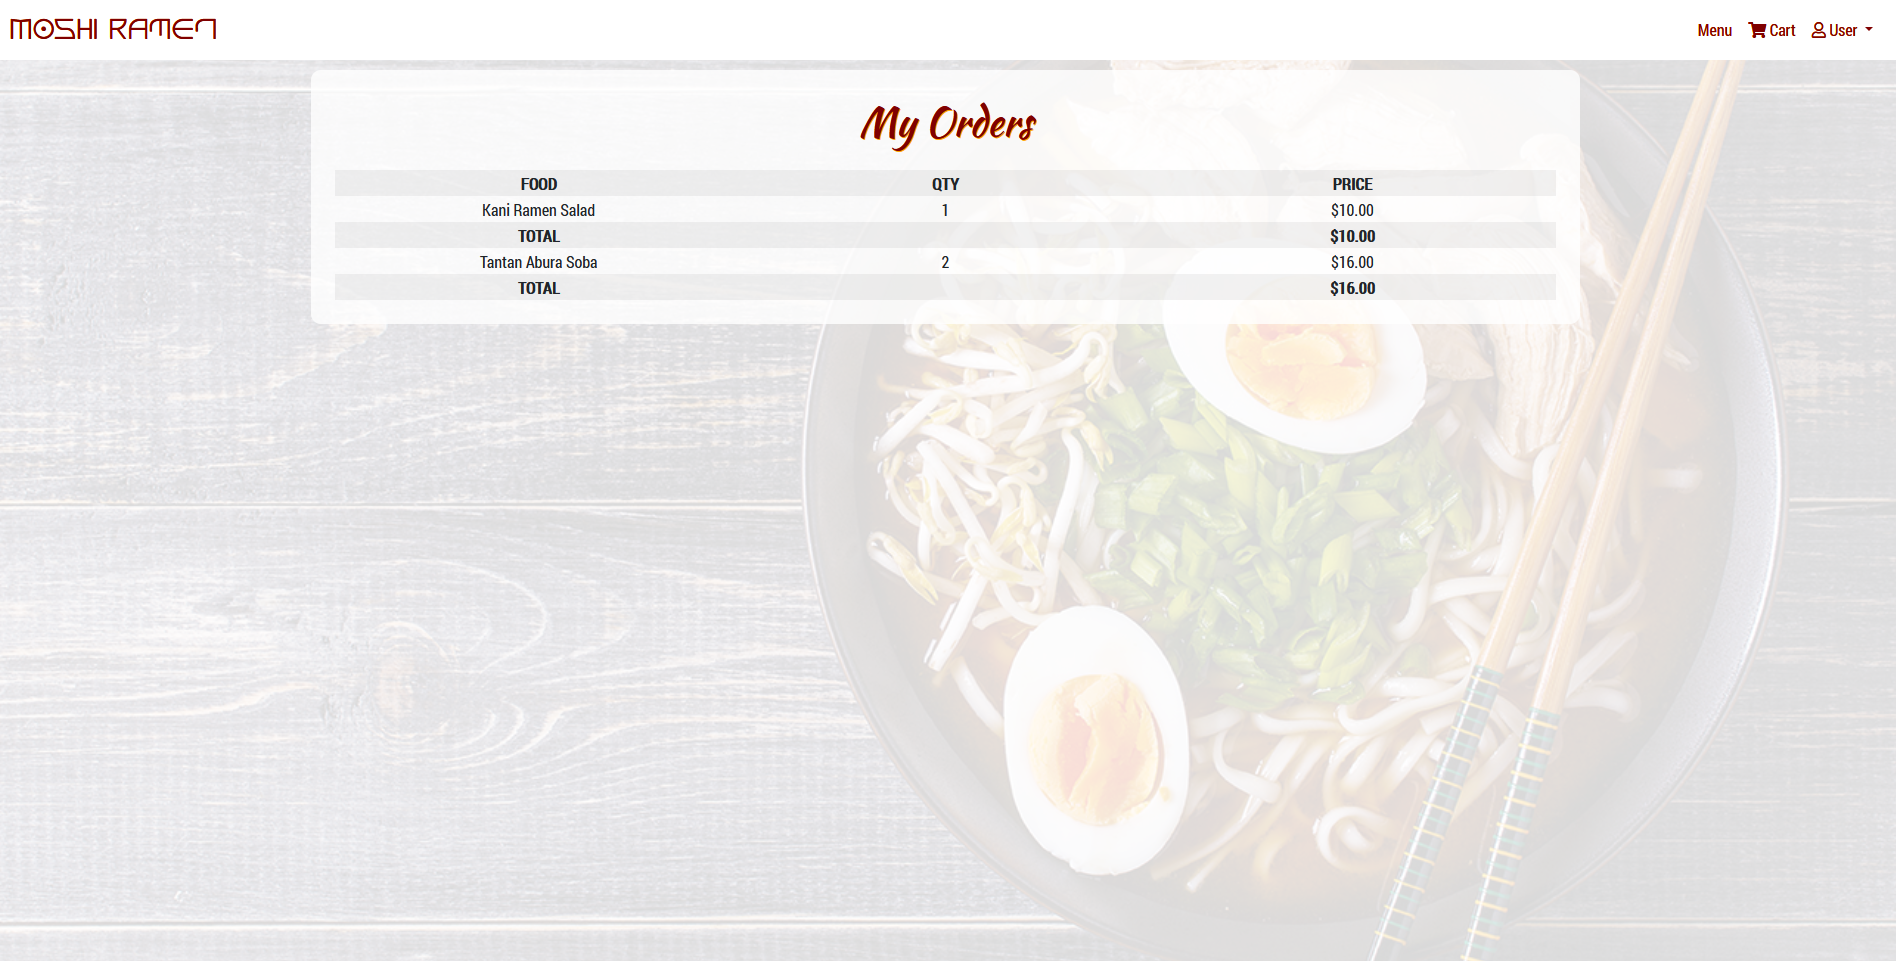 MOSHI RAMEN
Menu Cart User
My Orders
FOOD QTY PRICE
Kani Ramen Salad 1 $10.00
TOTAL $10.00
Tantan Abura Soba 2 $16.00
TOTAL $16.00